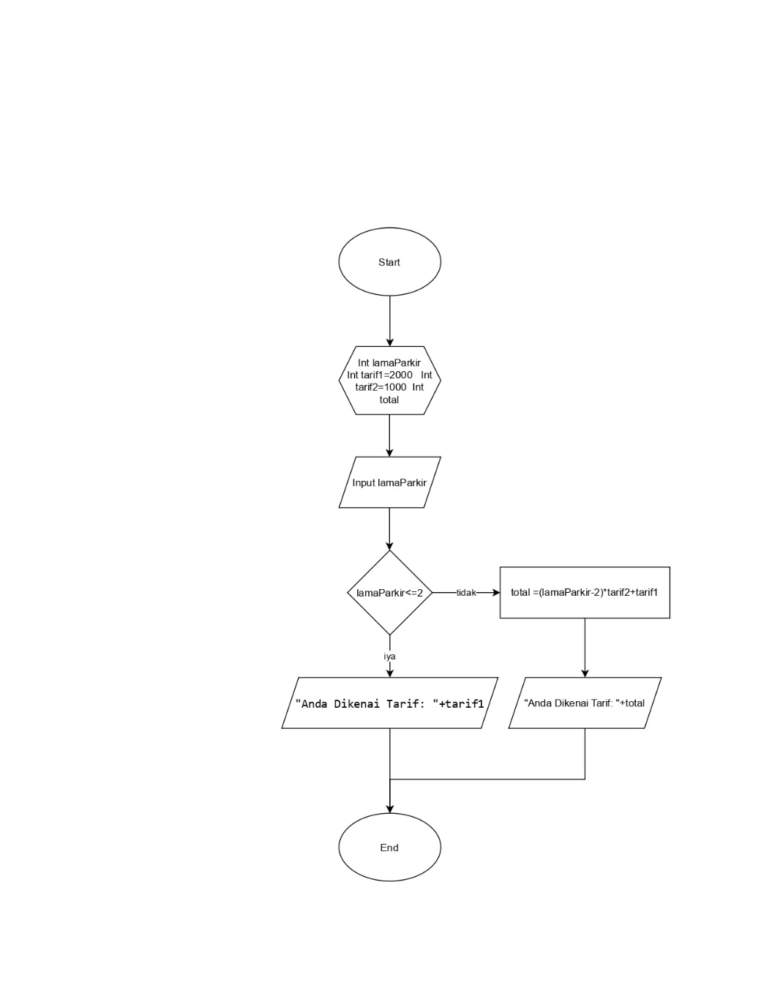 Start
Int lamaParkir
Int tarif1=2000   Int
tarif2=1000  Int
total
Input lamaParkir
lamaParkir<=2
tidak
total =(lamaParkir-2)*tarif2+tarif1
iya
"Anda Dikenai Tarif: "+tarif1
"Anda Dikenai Tarif: "+total
End